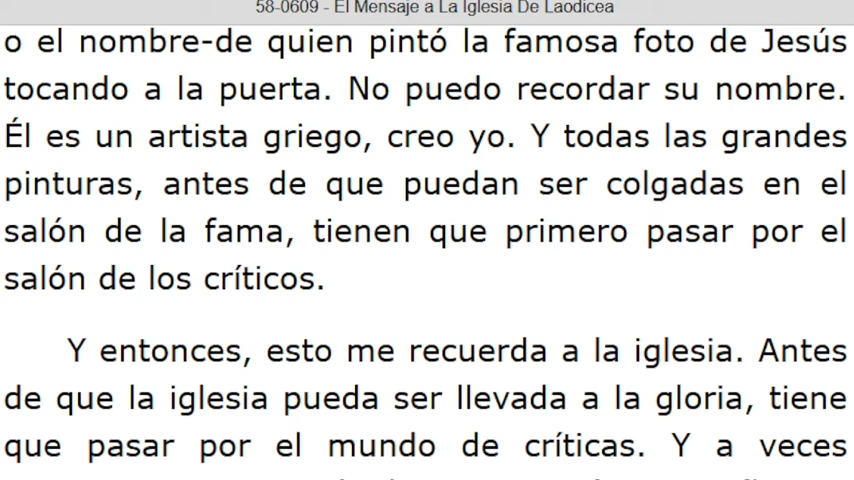 58-0609 - El Mensaje a La Iglesia De Laodicea
o el nombre-de quien pintó la famosa foto de Jesús
tocando a la puerta. No puedo recordar su nombre.
Él es un artista griego, creo yo. Y todas las grandes
pinturas, antes de que puedan ser colgadas en el
salón de la fama, tienen que primero pasar por el
salón de los críticos.
Y entonces, esto me recuerda a la iglesia. Antes
de que la iglesia pueda ser llevada a la gloria, tiene
que pasar por el mundo de críticas. Y a veces